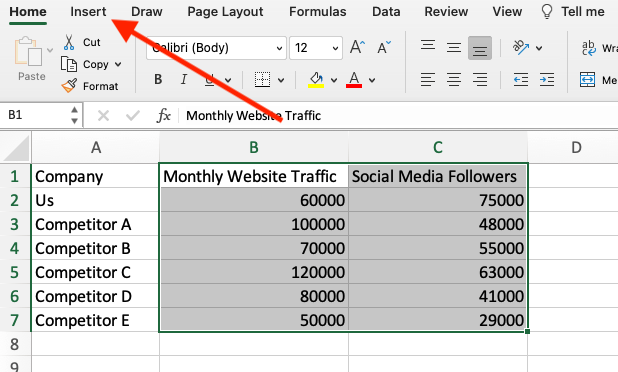 Home Insert Draw Page Layout Formulas Data Review View Tell me
Cut
Calibri (Body) 12 A^ A˅ ab Wra
Copy
Paste
Format B I U A Me
B1 fx Monthly Website Traffic
A B C D
1 Company Monthly Website Traffic Social Media Followers
2 Us 60000 75000
3 Competitor A 100000 48000
4 Competitor B 70000 55000
5 Competitor C 120000 63000
6 Competitor D 80000 41000
7 Competitor E 50000 29000
8
9